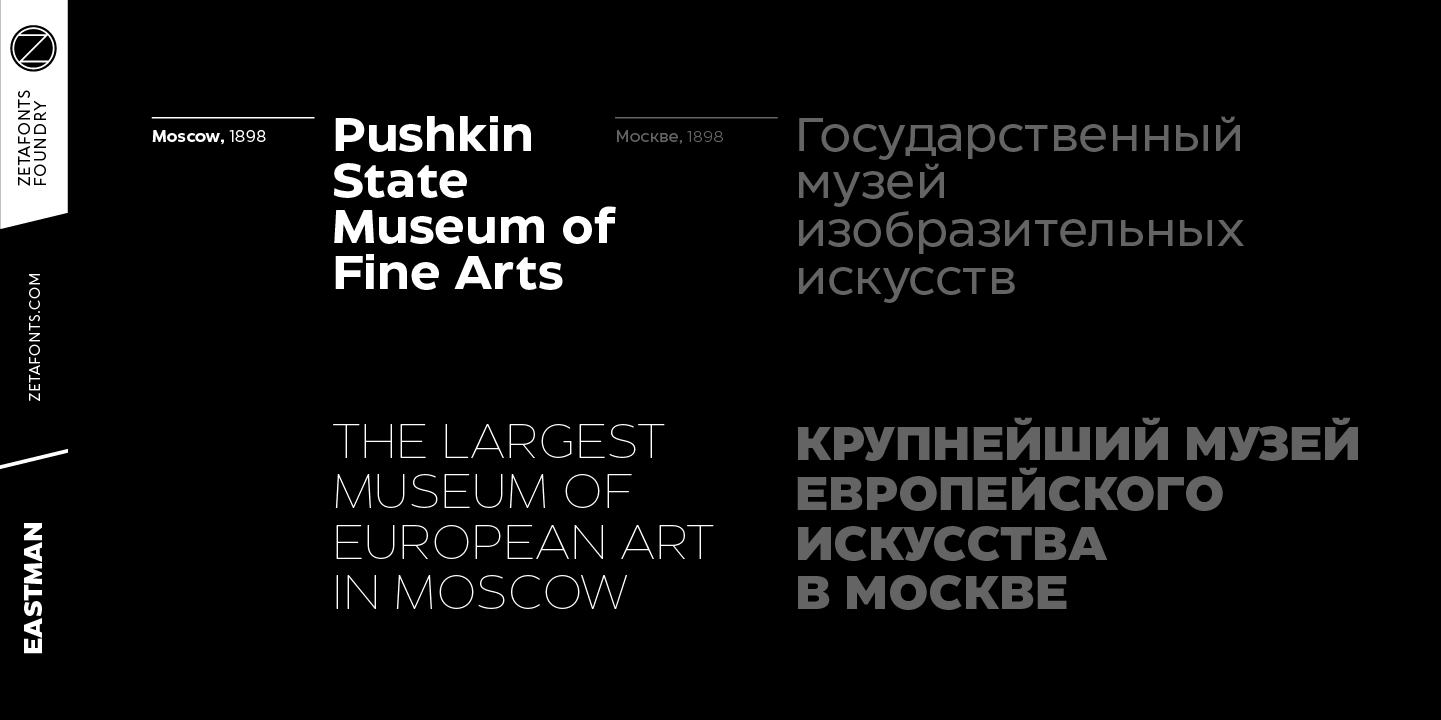 ZETAFONTS
FOUNDRY
ZETAFONTS.COM
EASTMAN
Moscow, 1898
Pushkin
State
Museum of
Fine Arts
Москве, 1898
Государственный
музей
изобразительных
искусств
THE LARGEST
MUSEUM OF
EUROPEAN ART
IN MOSCOW
КРУПНЕЙШИЙ МУЗЕЙ
ЕВРОПЕЙСКОГО
ИСКУССТВА
В МОСКВЕ